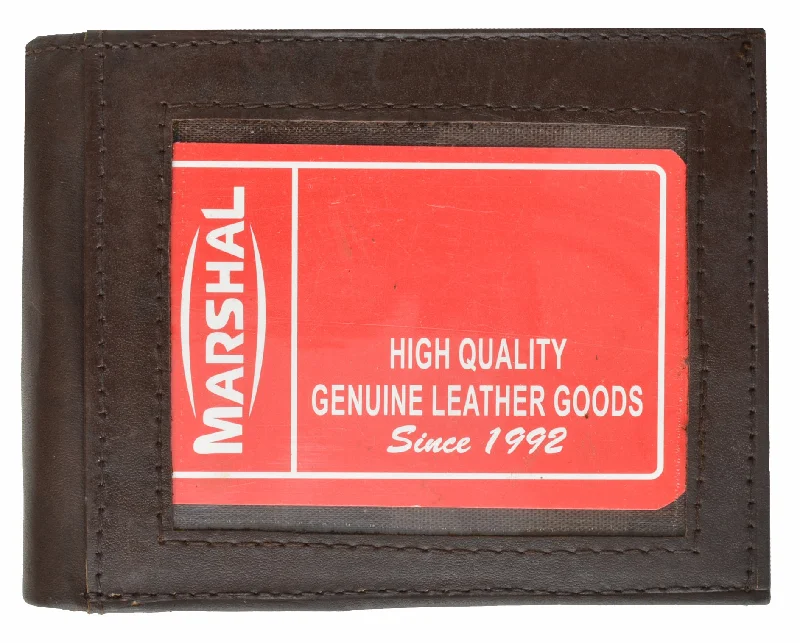 MARSHAL
HIGH QUALITY
GENUINE LEATHER GOODS
Since 1992